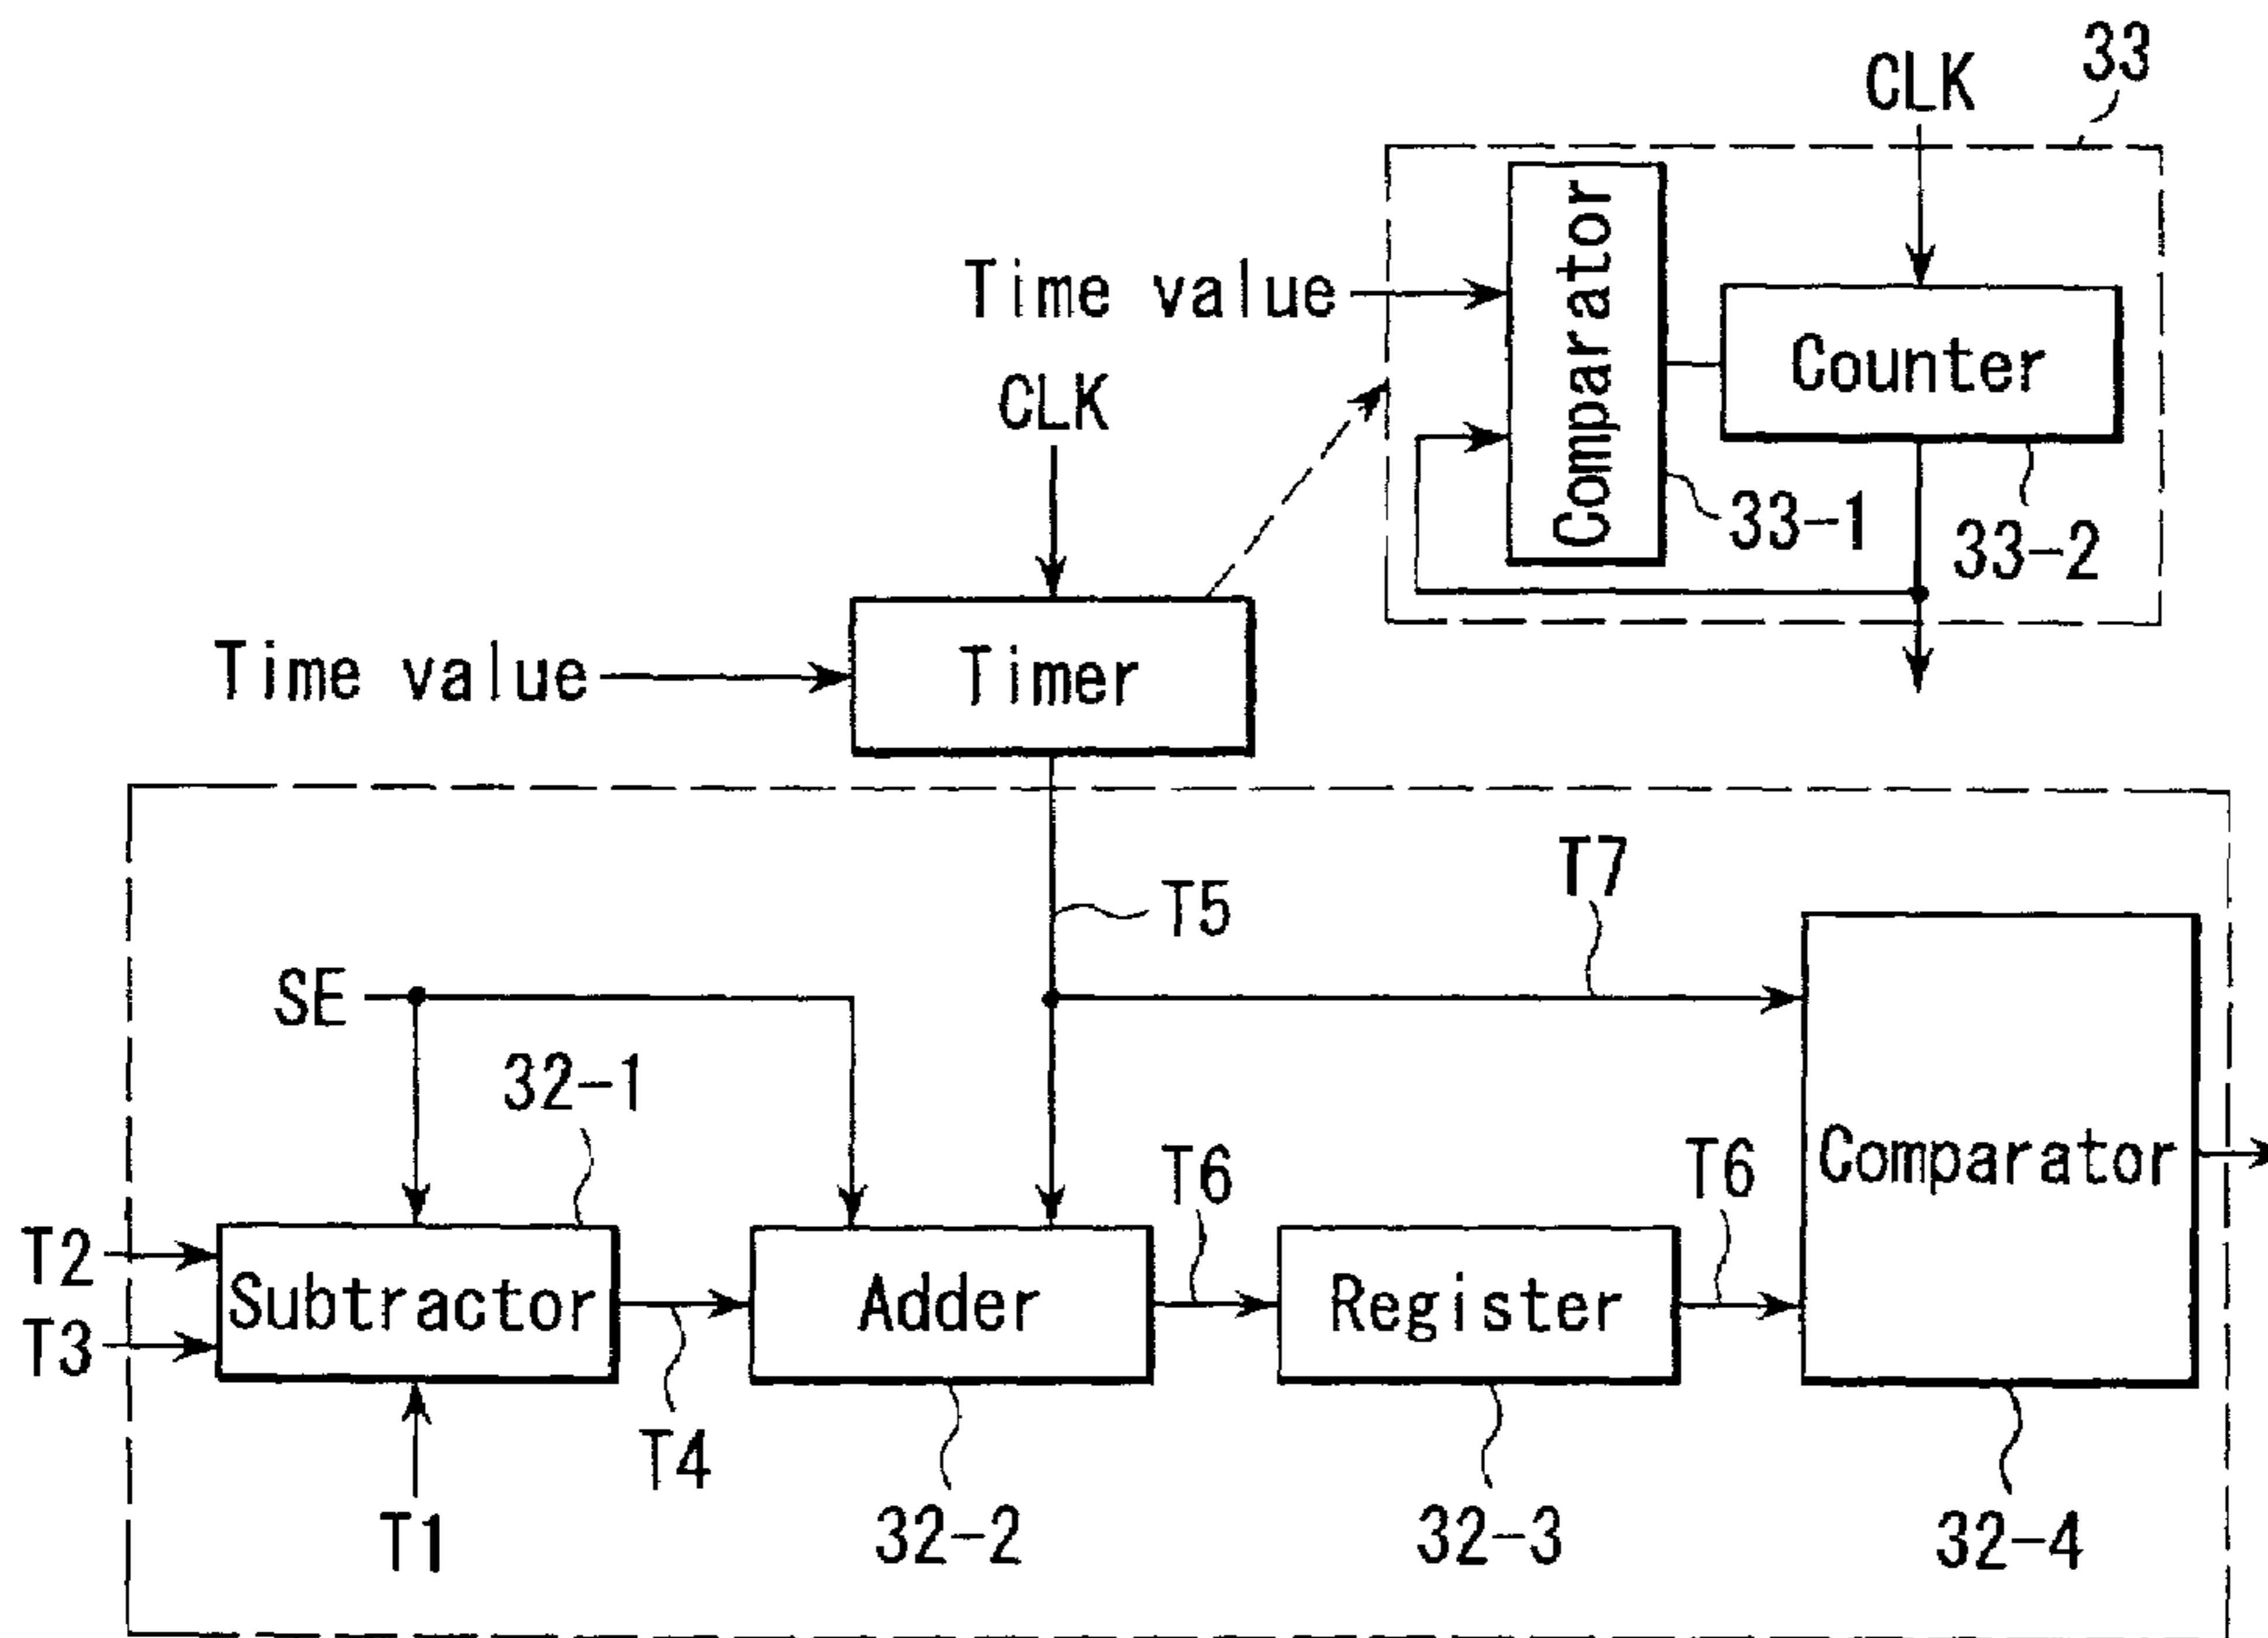 33
CLK
Comparator
Time value
Counter
CLK
33-1
33-2
Time value
Timer
T7
T5
SE
32-1
T6
T6
Comparator
T2
Subtractor
Adder
Register
T3
T4
T1
32-2
32-3
32-4